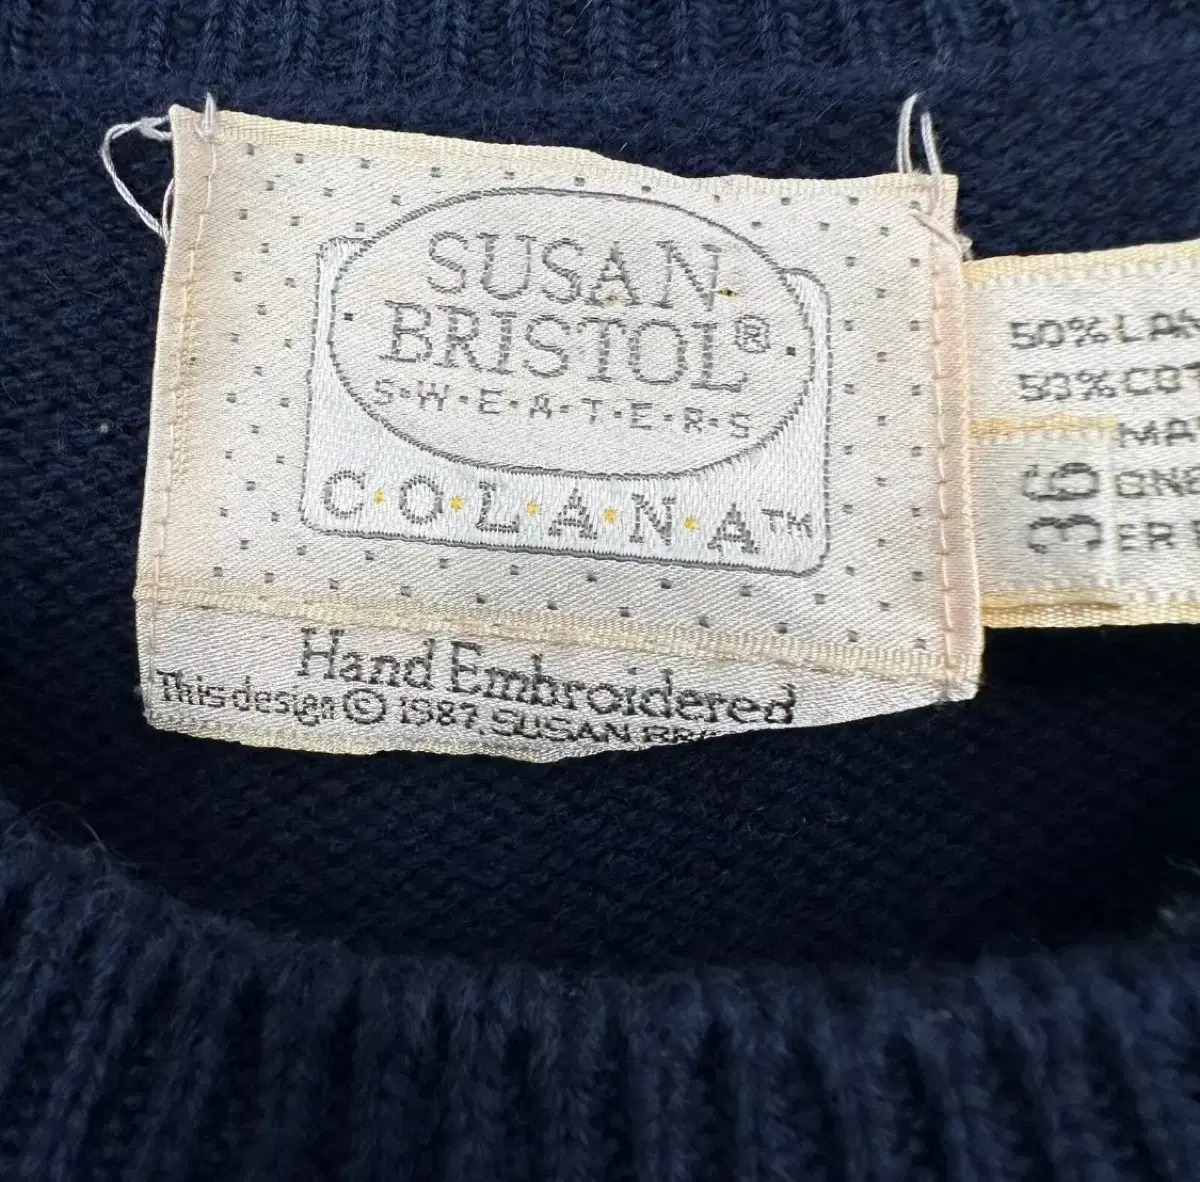 SUSAN
BRISTOL®
S·W·E·A·T·E·R·S
C·O·L·A·N·A™
Hand Embroidered
This design © 1987, SUSAN
50%
50%
36